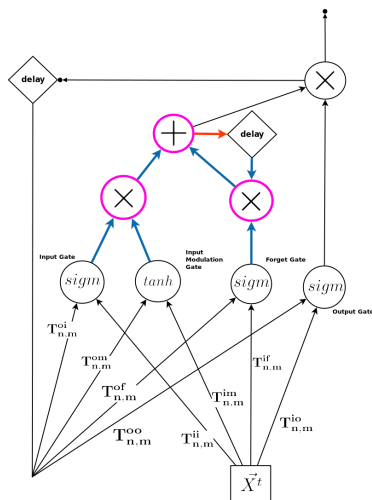 delay
×
+
delay
×
×
Input Gate
Input
Modulation
Gate
Forget Gate
sigm
tanh
sigm
sigm
Output Gate
T^{oi}_{n,m}
T^{om}_{n,m}
T^{of}_{n,m}
T^{oo}_{n,m}
T^{ii}_{n,m}
T^{im}_{n,m}
T^{if}_{n,m}
T^{io}_{n,m}
\vec{X}^t